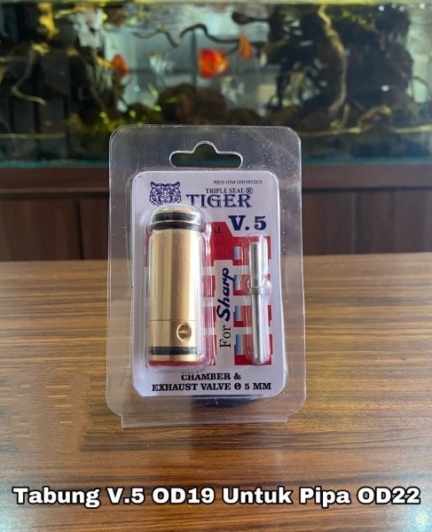 TRIPLE SEAL®
TIGER
V.5
For Sharp
CHAMBER &
EXHAUST VALVE Ø 5 MM
Tabung V.5 OD19 Untuk Pipa OD22